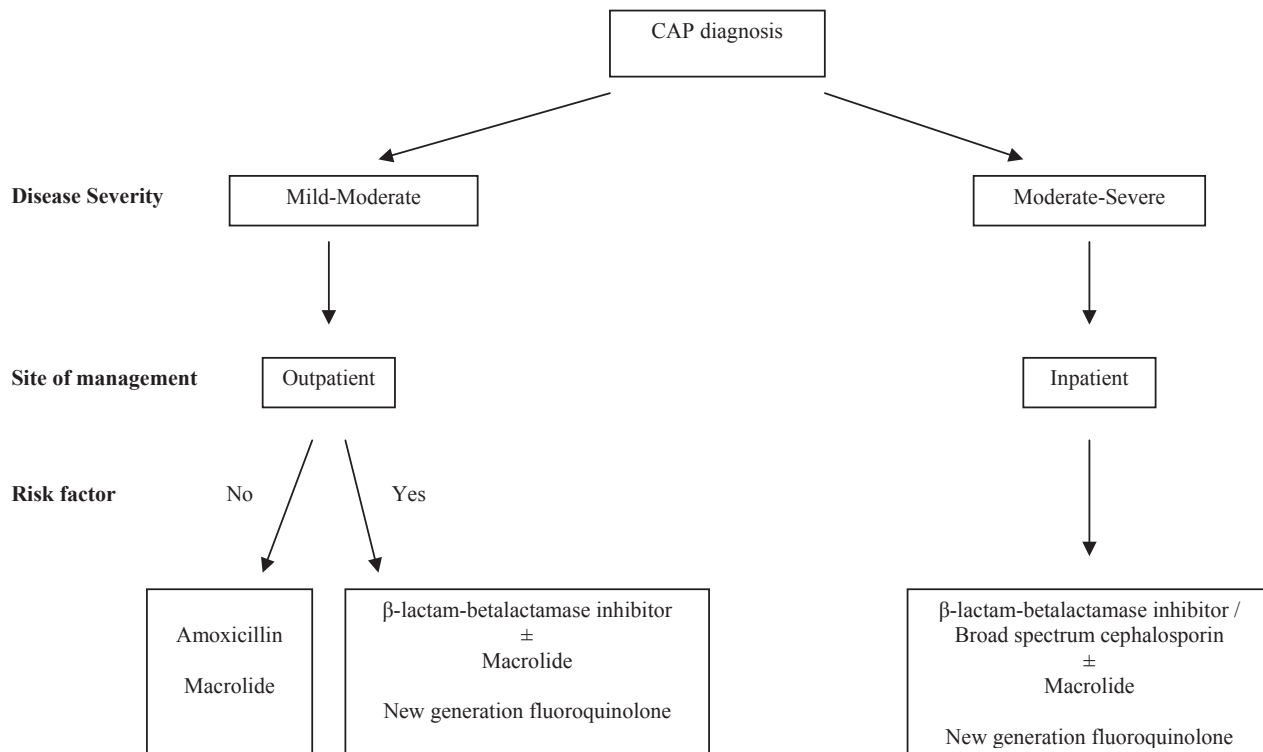 CAP diagnosis
Disease Severity
Mild-Moderate
Moderate-Severe
Site of management
Outpatient
Inpatient
Risk factor
No
Yes
Amoxicillin
Macrolide
β-lactam-betalactamase inhibitor
±
Macrolide
New generation fluoroquinolone
β-lactam-betalactamase inhibitor /
Broad spectrum cephalosporin
±
Macrolide
New generation fluoroquinolone